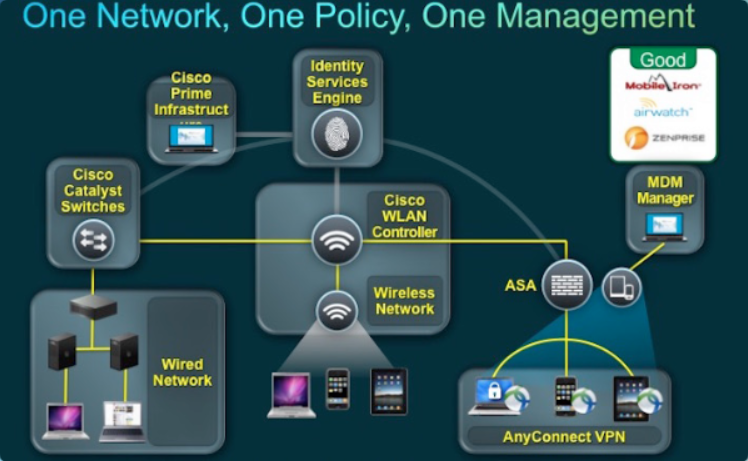 One Network, One Policy, One Management
Cisco
Prime
Infrastruct
Identity
Services
Engine
Good
MobileIron
airwatch
ZENPRISE
Cisco
Catalyst
Switches
Cisco
WLAN
Controller
MDM
Manager
ASA
Wireless
Network
Wired
Network
AnyConnect VPN